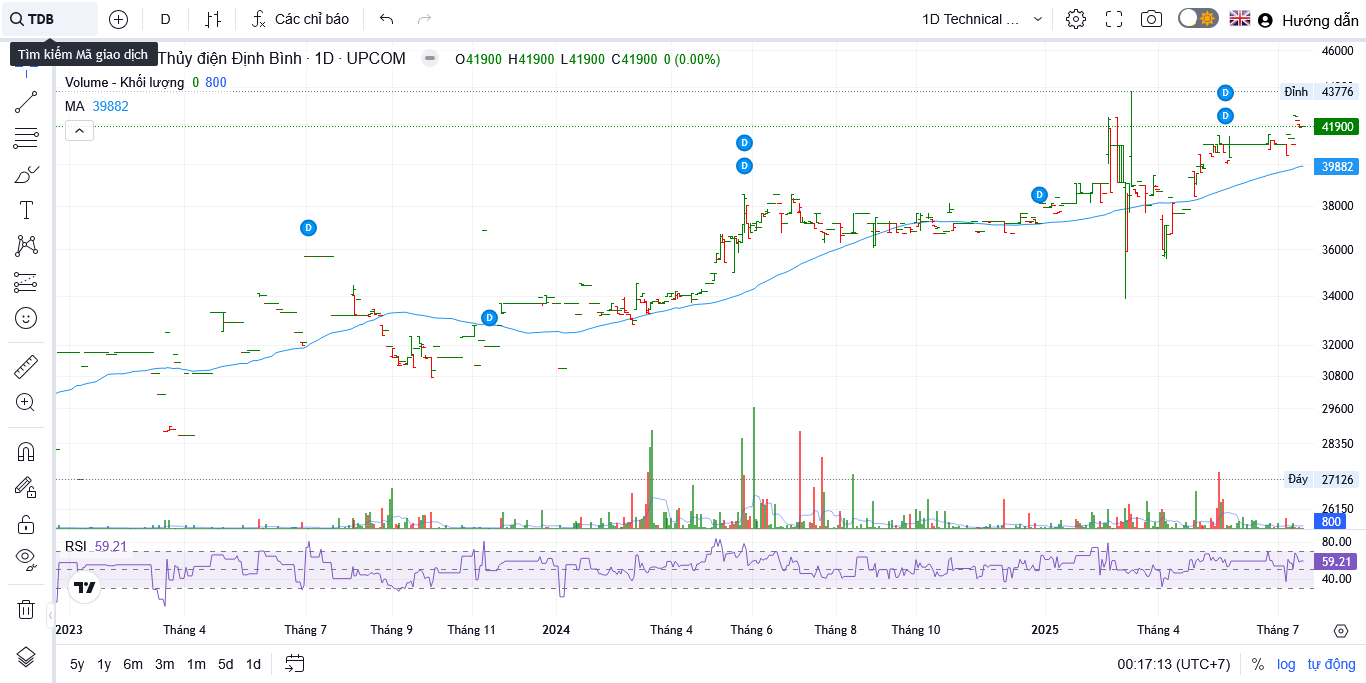 TDB
D
Các chỉ báo
1D Technical ...
Hướng dẫn
Tìm kiếm Mã giao dịch
Thủy điện Định Bình · 1D · UPCOM
O41900 H41900 L41900 C41900 0 (0.00%)
Volume - Khối lượng 0 800
MA 39882
46000
Đỉnh 43776
41900
39882
38000
36000
34000
32000
30800
29600
28350
Đáy 27126
26150
800
D
D
D
D
D
D
D
RSI 59.21
80.00
59.21
40.00
2023 Tháng 4 Tháng 7 Tháng 9 Tháng 11 2024 Tháng 4 Tháng 6 Tháng 8 Tháng 10 2025 Tháng 4 Tháng 7
5y 1y 6m 3m 1m 5d 1d
00:17:13 (UTC+7) % log tự động